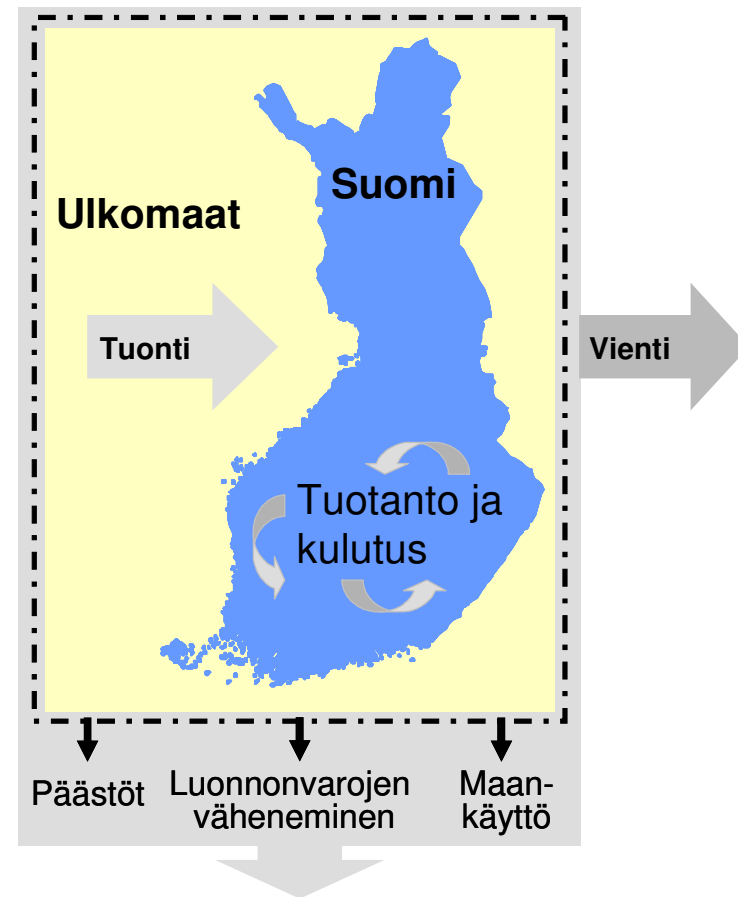 Suomi
Ulkomaat
Tuonti
Vienti
Tuotanto ja
kulutus
Päästöt
Luonnonvarojen
väheneminen
Maan-
käyttö